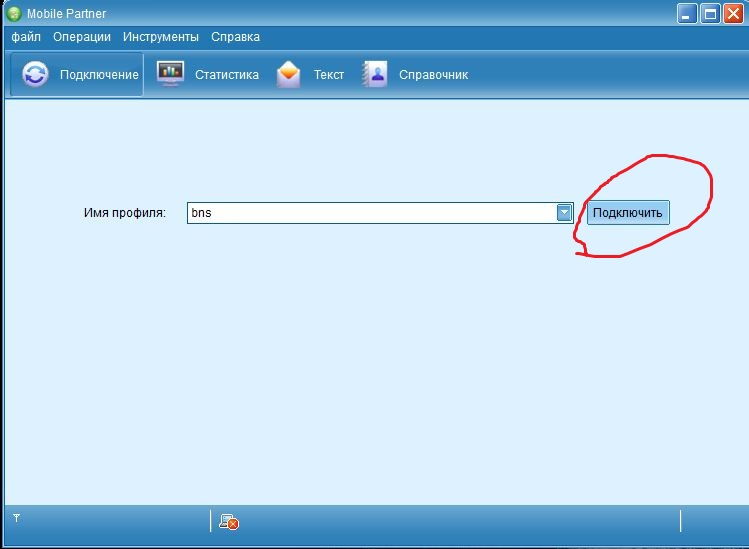 Mobile Partner
файл Операции Инструменты Справка
Подключение Статистика Текст Справочник
Имя профиля: bns Подключить